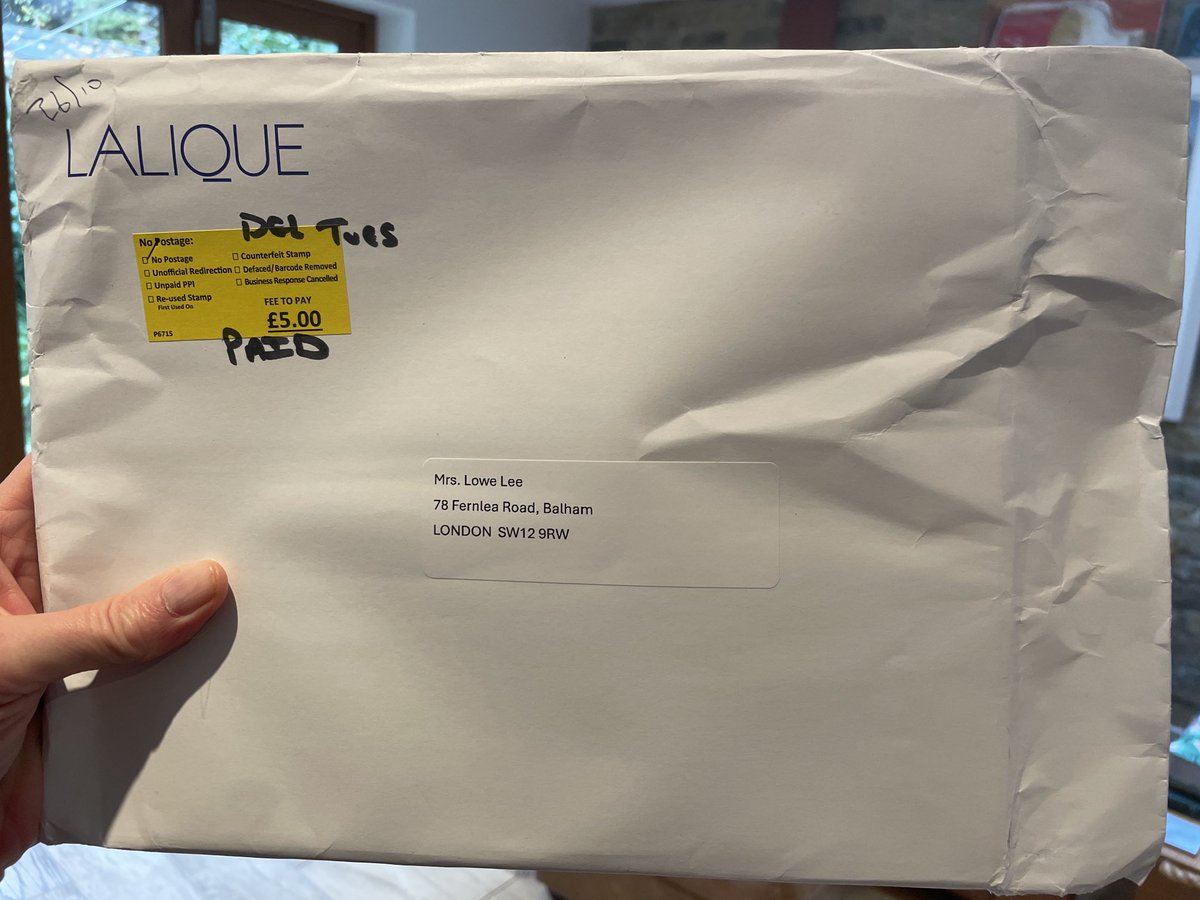 26/10
LALIQUE
DEL TUES
No Postage:
No Postage
Unofficial Redirection
Unpaid PPI
Re-used Stamp
First Used On
Counterfeit Stamp
Defaced/Barcode Removed
Business Response Cancelled
FEE TO PAY
£5.00
P6715
PAID
Mrs. Lowe Lee
78 Fernlea Road, Balham
LONDON SW12 9RW